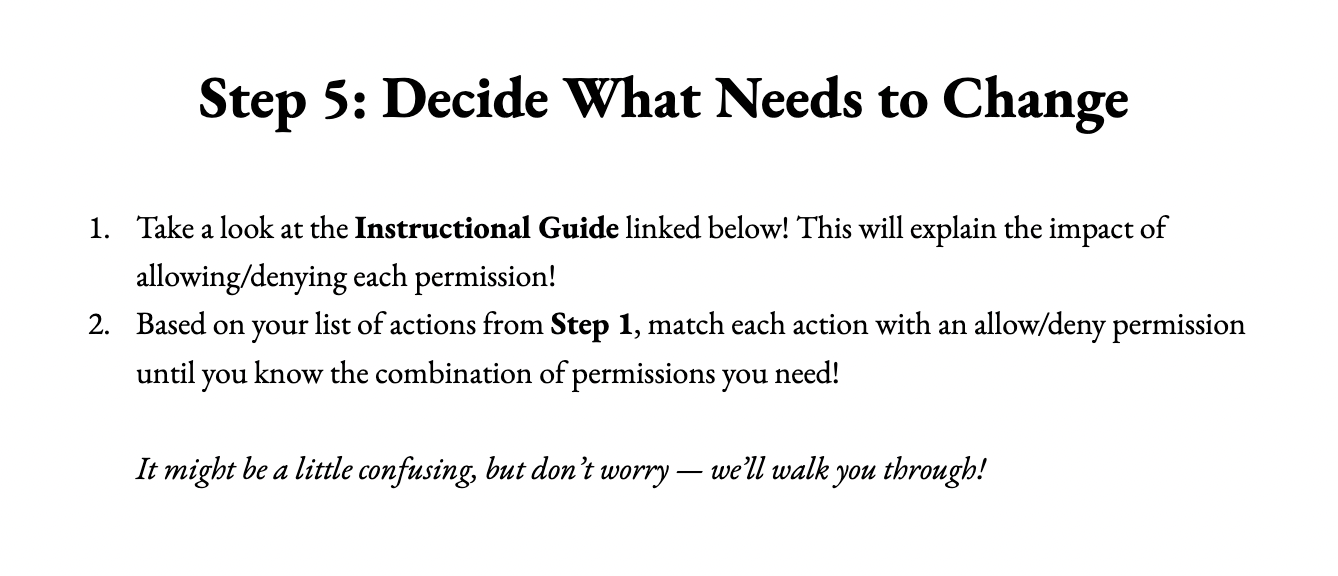 Step 5: Decide What Needs to Change
1. Take a look at the Instructional Guide linked below! This will explain the impact of
allowing/denying each permission!
2. Based on your list of actions from Step 1, match each action with an allow/deny permission
until you know the combination of permissions you need!
It might be a little confusing, but don’t worry — we’ll walk you through!